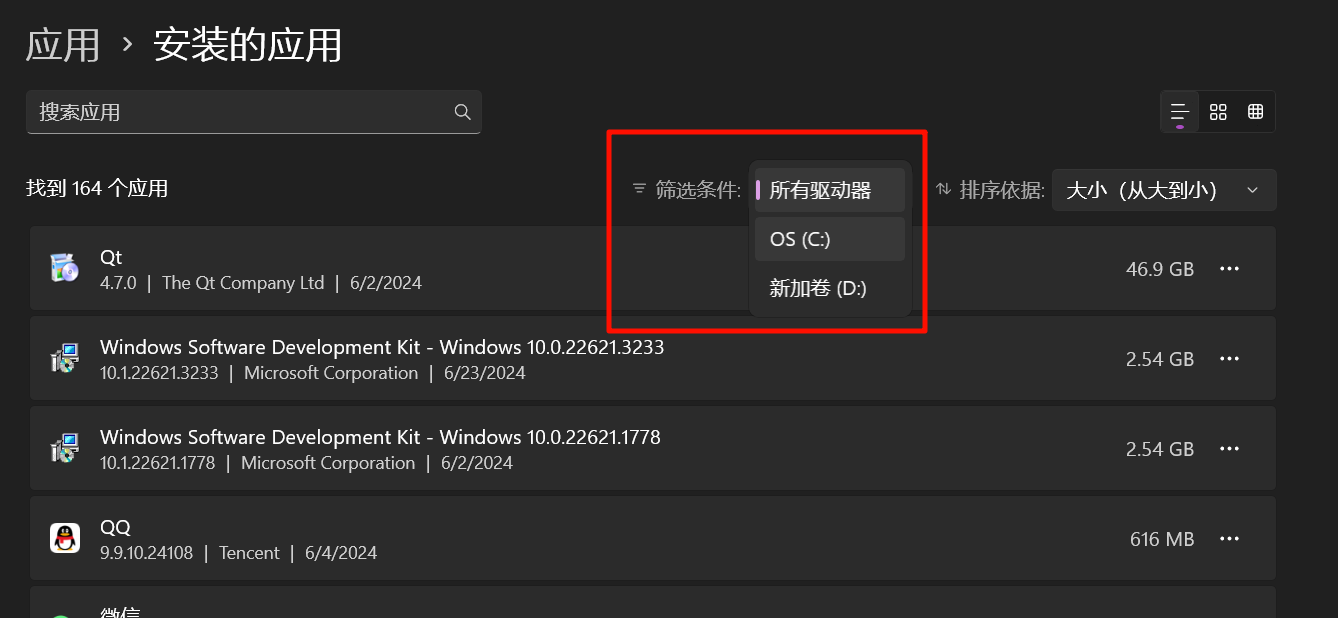 应用 › 安装的应用
搜索应用
找到 164 个应用
筛选条件: 所有驱动器
OS (C:)
新加卷 (D:)
排序依据: 大小（从大到小）
Qt
4.7.0 | The Qt Company Ltd | 6/2/2024
46.9 GB
Windows Software Development Kit - Windows 10.0.22621.3233
10.1.22621.3233 | Microsoft Corporation | 6/23/2024
2.54 GB
Windows Software Development Kit - Windows 10.0.22621.1778
10.1.22621.1778 | Microsoft Corporation | 6/2/2024
2.54 GB
QQ
9.9.10.24108 | Tencent | 6/4/2024
616 MB
微信